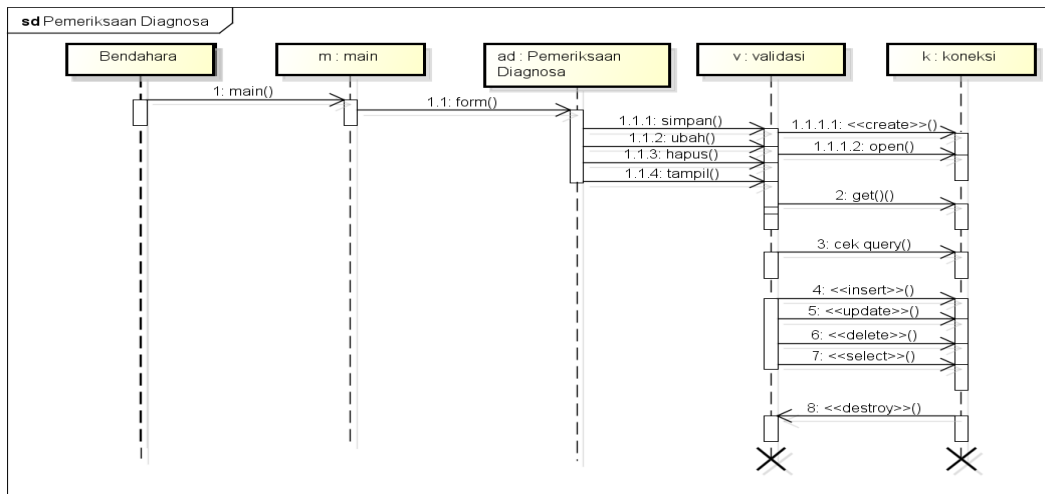 sd Pemeriksaan Diagnosa
Bendahara
m : main
ad : Pemeriksaan
Diagnosa
v : validasi
k : koneksi
1: main()
1.1: form()
1.1.1: simpan()
1.1.2: ubah()
1.1.3: hapus()
1.1.4: tampil()
1.1.1.1: <<create>>()
1.1.1.2: open()
2: get()()
3: cek query()
4: <<insert>>()
5: <<update>>()
6: <<delete>>()
7: <<select>>()
8: <<destroy>>()